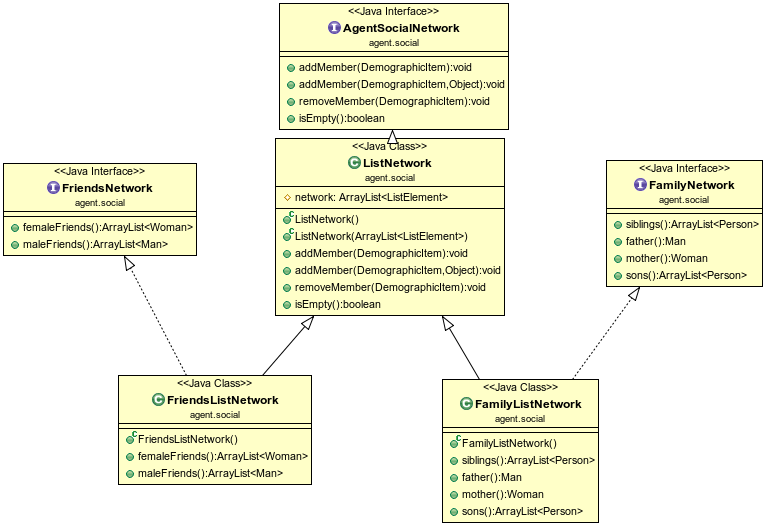 <<Java Interface>>
AgentSocialNetwork
agent.social
addMember(DemographicItem):void
addMember(DemographicItem,Object):void
removeMember(DemographicItem):void
isEmpty():boolean
<<Java Class>>
ListNetwork
agent.social
network: ArrayList<ListElement>
ListNetwork()
ListNetwork(ArrayList<ListElement>)
addMember(DemographicItem):void
addMember(DemographicItem,Object):void
removeMember(DemographicItem):void
isEmpty():boolean
<<Java Interface>>
FriendsNetwork
agent.social
femaleFriends():ArrayList<Woman>
maleFriends():ArrayList<Man>
<<Java Interface>>
FamilyNetwork
agent.social
siblings():ArrayList<Person>
father():Man
mother():Woman
sons():ArrayList<Person>
<<Java Class>>
FriendsListNetwork
agent.social
FriendsListNetwork()
femaleFriends():ArrayList<Woman>
maleFriends():ArrayList<Man>
<<Java Class>>
FamilyListNetwork
agent.social
FamilyListNetwork()
siblings():ArrayList<Person>
father():Man
mother():Woman
sons():ArrayList<Person>